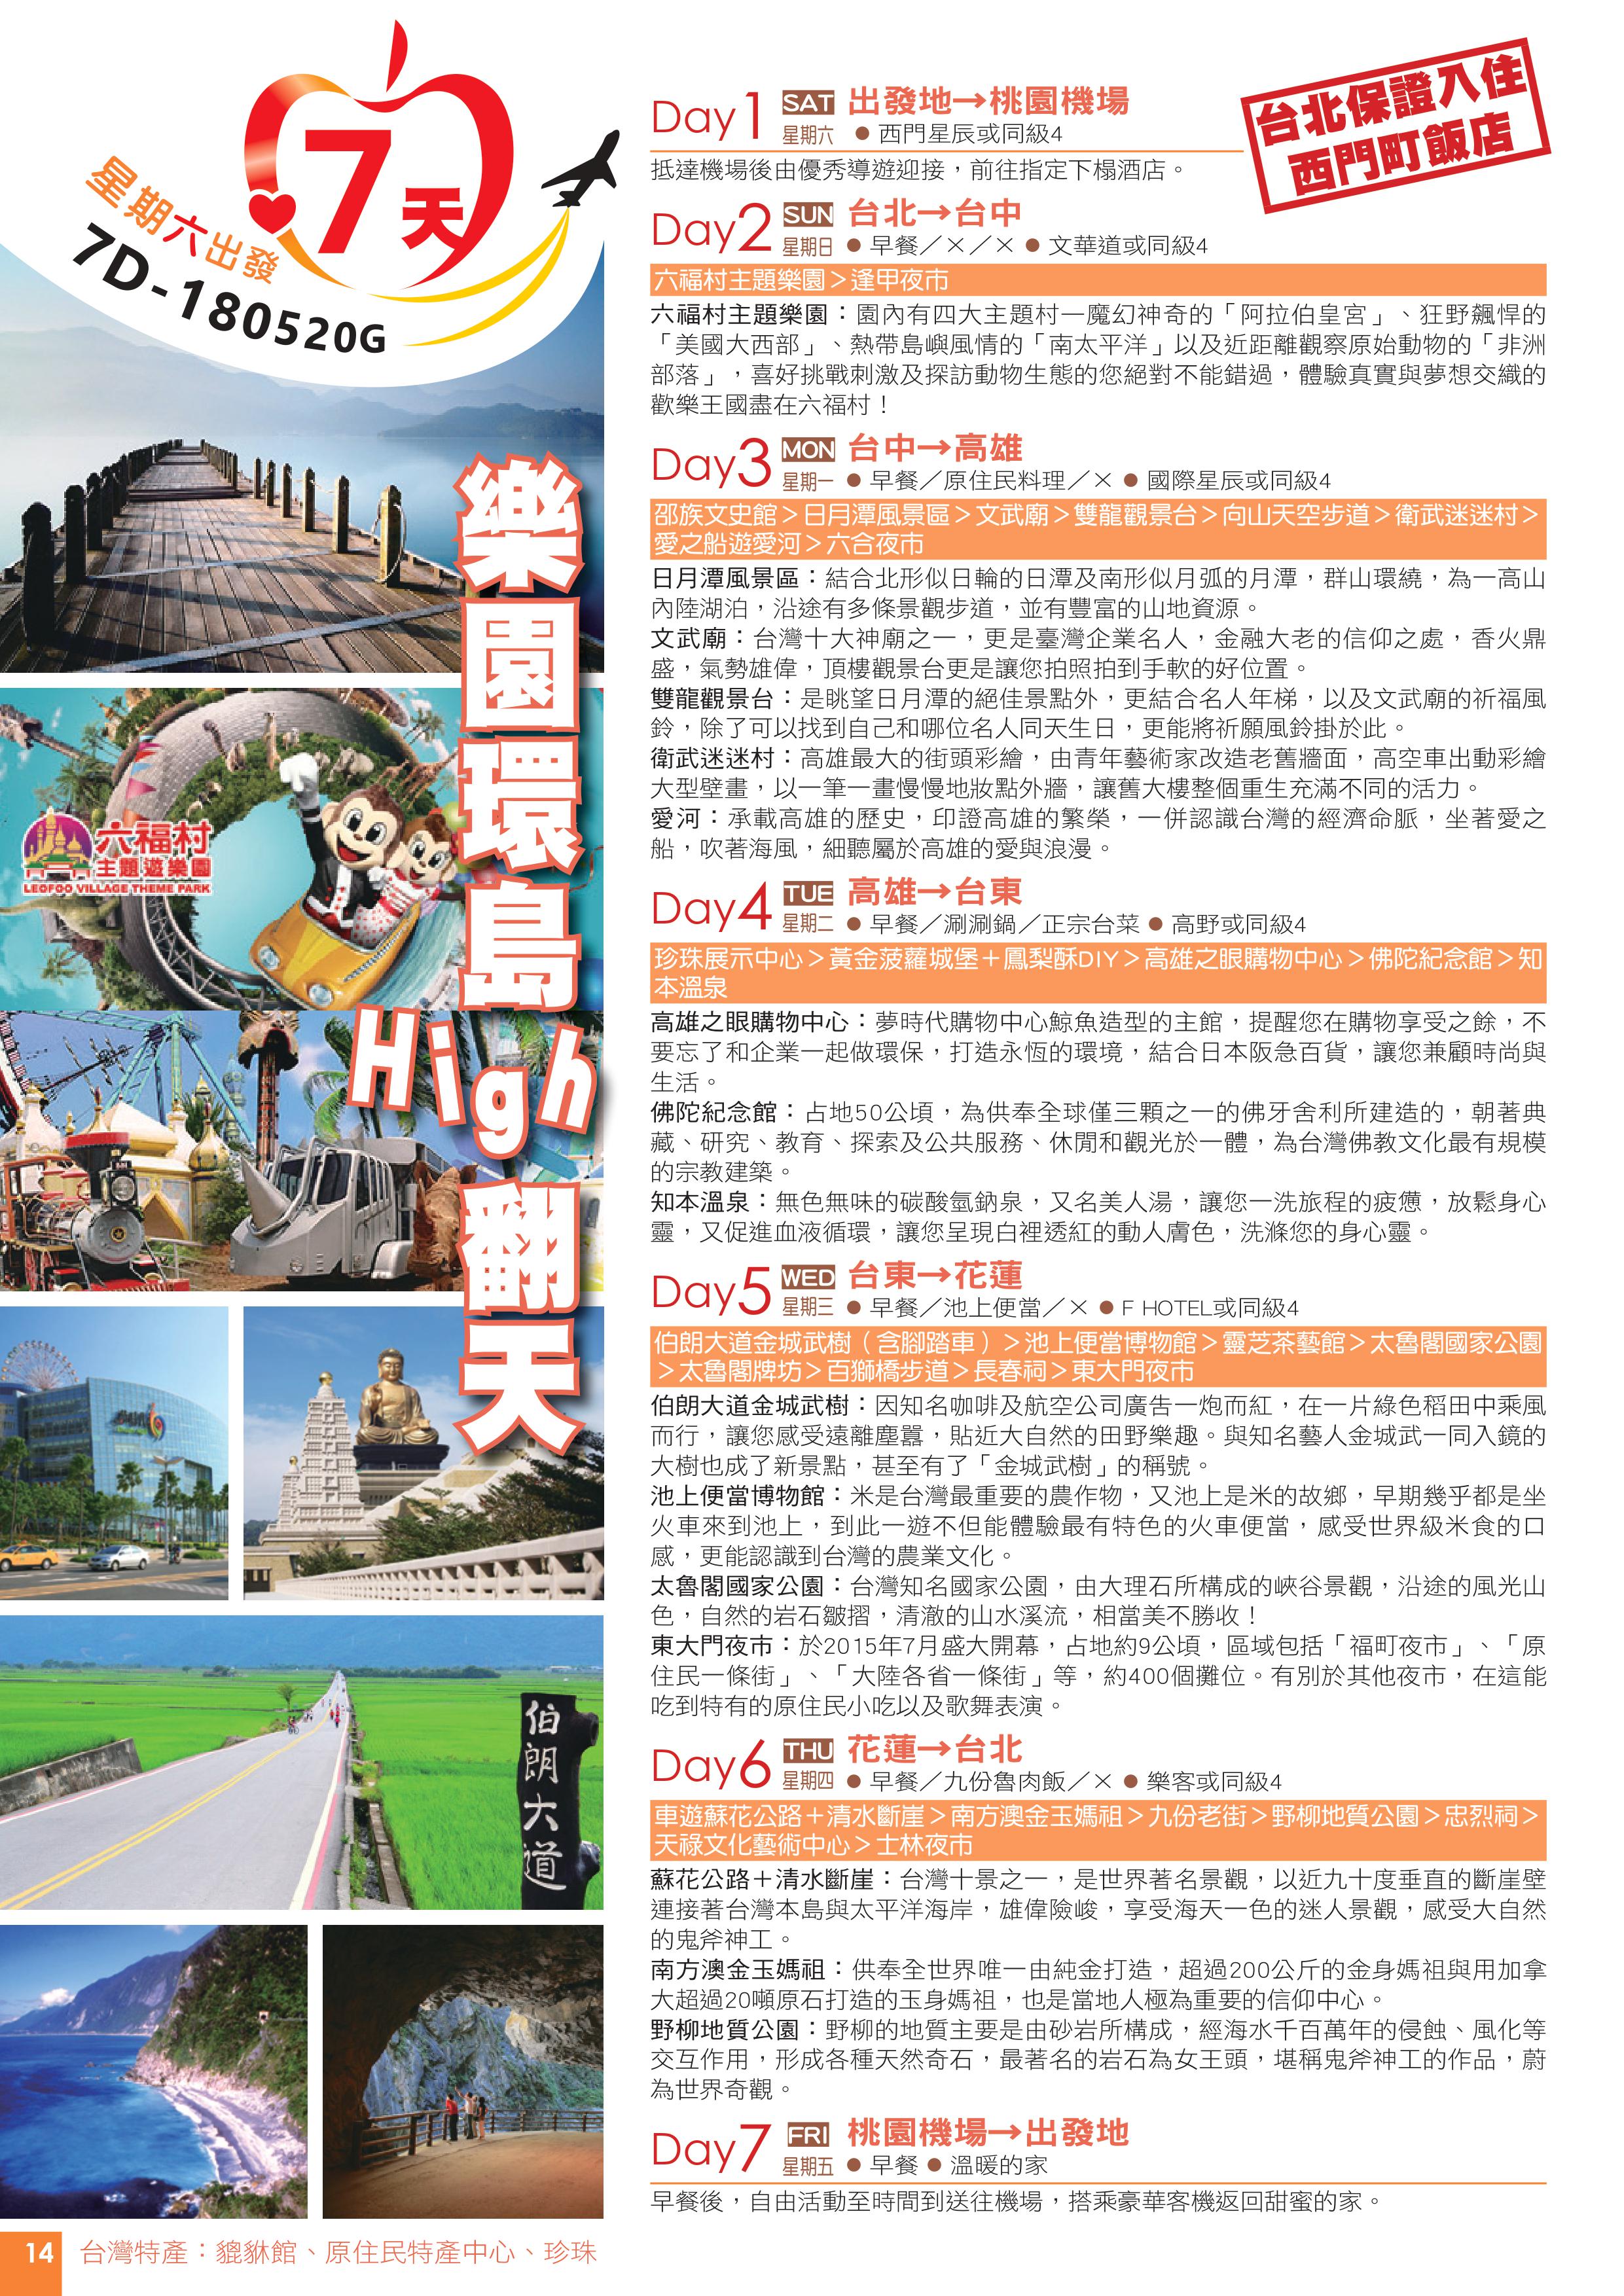 7天
星期六出發
7D-180520G
樂園環島High翻天
六福村
主題遊樂園
LEOFOO VILLAGE THEME PARK
伯朗大道
台北保證入住
西門町飯店
Day1 SAT 星期六 出發地→桃園機場
● 西門星辰或同級4
抵達機場後由優秀導遊迎接，前往指定下榻酒店。
Day2 SUN 星期日 台北→台中
● 早餐／×／× ● 文華道或同級4
六福村主題樂園＞逢甲夜市
六福村主題樂園：園內有四大主題村—魔幻神奇的「阿拉伯皇宮」、狂野飆悍的
「美國大西部」、熱帶島嶼風情的「南太平洋」以及近距離觀察原始動物的「非洲
部落」，喜好挑戰刺激及探訪動物生態的您絕對不能錯過，體驗真實與夢想交織的
歡樂王國盡在六福村！
Day3 MON 星期一 台中→高雄
● 早餐／原住民料理／× ● 國際星辰或同級4
邵族文史館＞日月潭風景區＞文武廟＞雙龍觀景台＞向山天空步道＞衛武迷迷村＞
愛之船遊愛河＞六合夜市
日月潭風景區：結合北形似日輪的日潭及南形似月弧的月潭，群山環繞，為一高山
內陸湖泊，沿途有多條景觀步道，並有豐富的山地資源。
文武廟：台灣十大神廟之一，更是臺灣企業名人，金融大老的信仰之處，香火鼎
盛，氣勢雄偉，頂樓觀景台更是讓您拍照拍到手軟的好位置。
雙龍觀景台：是眺望日月潭的絕佳景點外，更結合名人年梯，以及文武廟的祈福風
鈴，除了可以找到自己和哪位名人同天生日，更能將祈願風鈴掛於此。
衛武迷迷村：高雄最大的街頭彩繪，由青年藝術家改造老舊牆面，高空車出動彩繪
大型壁畫，以一筆一畫慢慢地妝點外牆，讓舊大樓整個重生充滿不同的活力。
愛河：承載高雄的歷史，印證高雄的繁榮，一併認識台灣的經濟命脈，坐著愛之
船，吹著海風，細聽屬於高雄的愛與浪漫。
Day4 TUE 星期二 高雄→台東
● 早餐／涮涮鍋／正宗台菜 ● 高野或同級4
珍珠展示中心＞黃金菠蘿城堡＋鳳梨酥DIY＞高雄之眼購物中心＞佛陀紀念館＞知
本溫泉
高雄之眼購物中心：夢時代購物中心鯨魚造型的主館，提醒您在購物享受之餘，不
要忘了和企業一起做環保，打造永恆的環境，結合日本阪急百貨，讓您兼顧時尚與
生活。
佛陀紀念館：占地50公頃，為供奉全球僅三顆之一的佛牙舍利所建造的，朝著典
藏、研究、教育、探索及公共服務、休閒和觀光於一體，為台灣佛教文化最有規模
的宗教建築。
知本溫泉：無色無味的碳酸氫鈉泉，又名美人湯，讓您一洗旅程的疲憊，放鬆身心
靈，又促進血液循環，讓您呈現白裡透紅的動人膚色，洗滌您的身心靈。
Day5 WED 星期三 台東→花蓮
● 早餐／池上便當／× ● F HOTEL或同級4
伯朗大道金城武樹（含腳踏車）＞池上便當博物館＞靈芝茶藝館＞太魯閣國家公園
＞太魯閣牌坊＞百獅橋步道＞長春祠＞東大門夜市
伯朗大道金城武樹：因知名咖啡及航空公司廣告一炮而紅，在一片綠色稻田中乘風
而行，讓您感受遠離塵囂，貼近大自然的田野樂趣。與知名藝人金城武一同入鏡的
大樹也成了新景點，甚至有了「金城武樹」的稱號。
池上便當博物館：米是台灣最重要的農作物，又池上是米的故鄉，早期幾乎都是坐
火車來到池上，到此一遊不但能體驗最有特色的火車便當，感受世界級米食的口
感，更能認識到台灣的農業文化。
太魯閣國家公園：台灣知名國家公園，由大理石所構成的峽谷景觀，沿途的風光山
色，自然的岩石皺摺，清澈的山水溪流，相當美不勝收！
東大門夜市：於2015年7月盛大開幕，占地約9公頃，區域包括「福町夜市」、「原
住民一條街」、「大陸各省一條街」等，約400個攤位。有別於其他夜市，在這能
吃到特有的原住民小吃以及歌舞表演。
Day6 THU 星期四 花蓮→台北
● 早餐／九份魯肉飯／× ● 樂客或同級4
車遊蘇花公路＋清水斷崖＞南方澳金玉媽祖＞九份老街＞野柳地質公園＞忠烈祠＞
天祿文化藝術中心＞士林夜市
蘇花公路＋清水斷崖：台灣十景之一，是世界著名景觀，以近九十度垂直的斷崖壁
連接著台灣本島與太平洋海岸，雄偉險峻，享受海天一色的迷人景觀，感受大自然
的鬼斧神工。
南方澳金玉媽祖：供奉全世界唯一由純金打造，超過200公斤的金身媽祖與用加拿
大超過20噸原石打造的玉身媽祖，也是當地人極為重要的信仰中心。
野柳地質公園：野柳的地質主要是由砂岩所構成，經海水千百萬年的侵蝕、風化等
交互作用，形成各種天然奇石，最著名的岩石為女王頭，堪稱鬼斧神工的作品，蔚
為世界奇觀。
Day7 FRI 星期五 桃園機場→出發地
● 早餐 ● 溫暖的家
早餐後，自由活動至時間到送往機場，搭乘豪華客機返回甜蜜的家。
14 台灣特產：貔貅館、原住民特產中心、珍珠